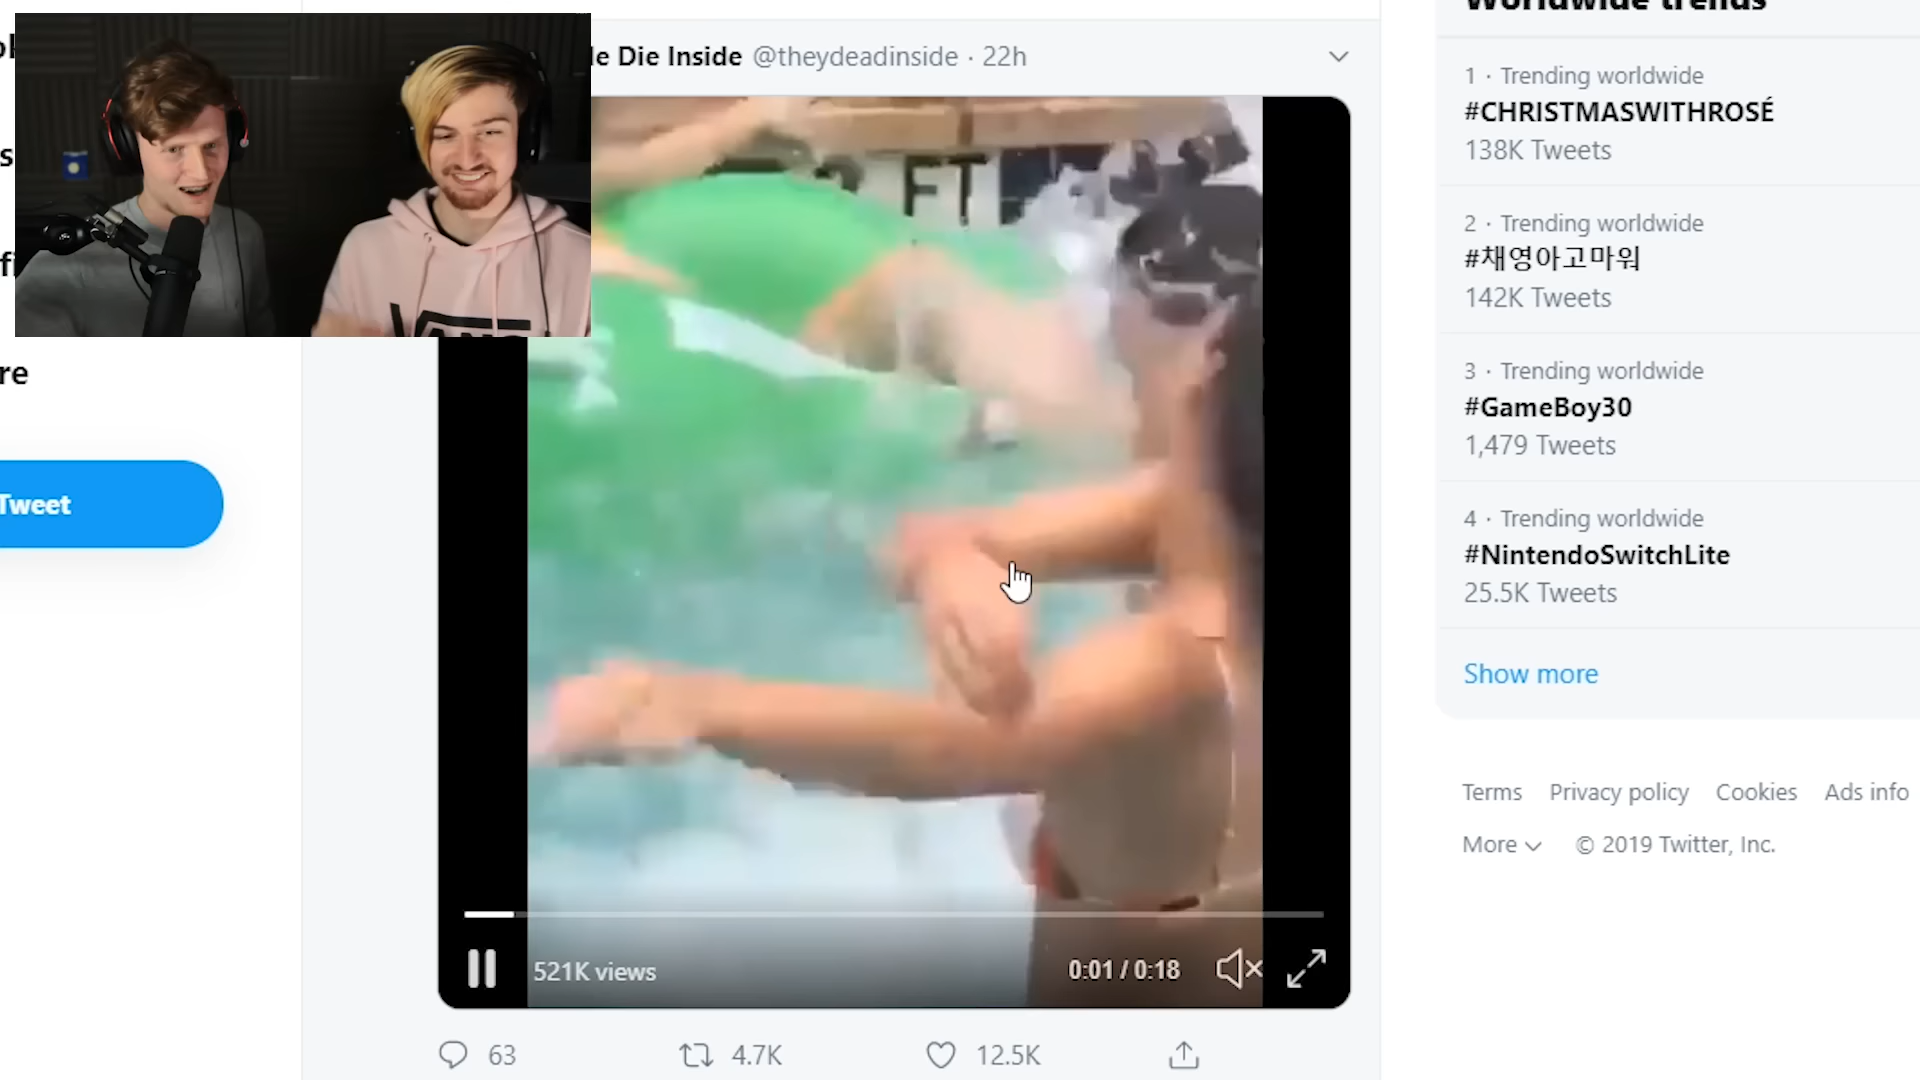 le Die Inside @theydeadinside · 22h
FT
s
fi
re
Tweet
521K views
0:01 / 0:18
63
4.7K
12.5K
Worldwide trends
1 · Trending worldwide
#CHRISTMASWITHROSÉ
138K Tweets
2 · Trending worldwide
#채영아고마워
142K Tweets
3 · Trending worldwide
#GameBoy30
1,479 Tweets
4 · Trending worldwide
#NintendoSwitchLite
25.5K Tweets
Show more
Terms Privacy policy Cookies Ads info
More © 2019 Twitter, Inc.